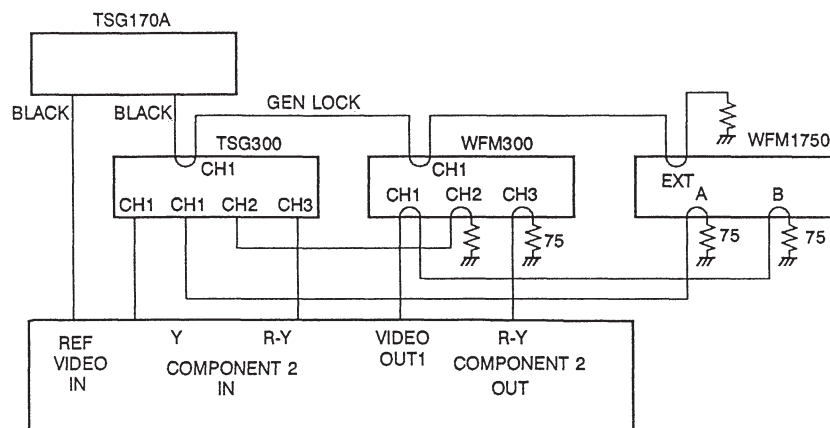 TSG170A
BLACK
BLACK
GEN LOCK
TSG300
WFM300
WFM1750
CH1
CH1
EXT
CH1
CH1
CH2
CH3
CH1
CH2
CH3
A
B
75
75
75
REF
VIDEO
IN
Y
R-Y
COMPONENT 2
IN
VIDEO
OUT1
R-Y
COMPONENT 2
OUT